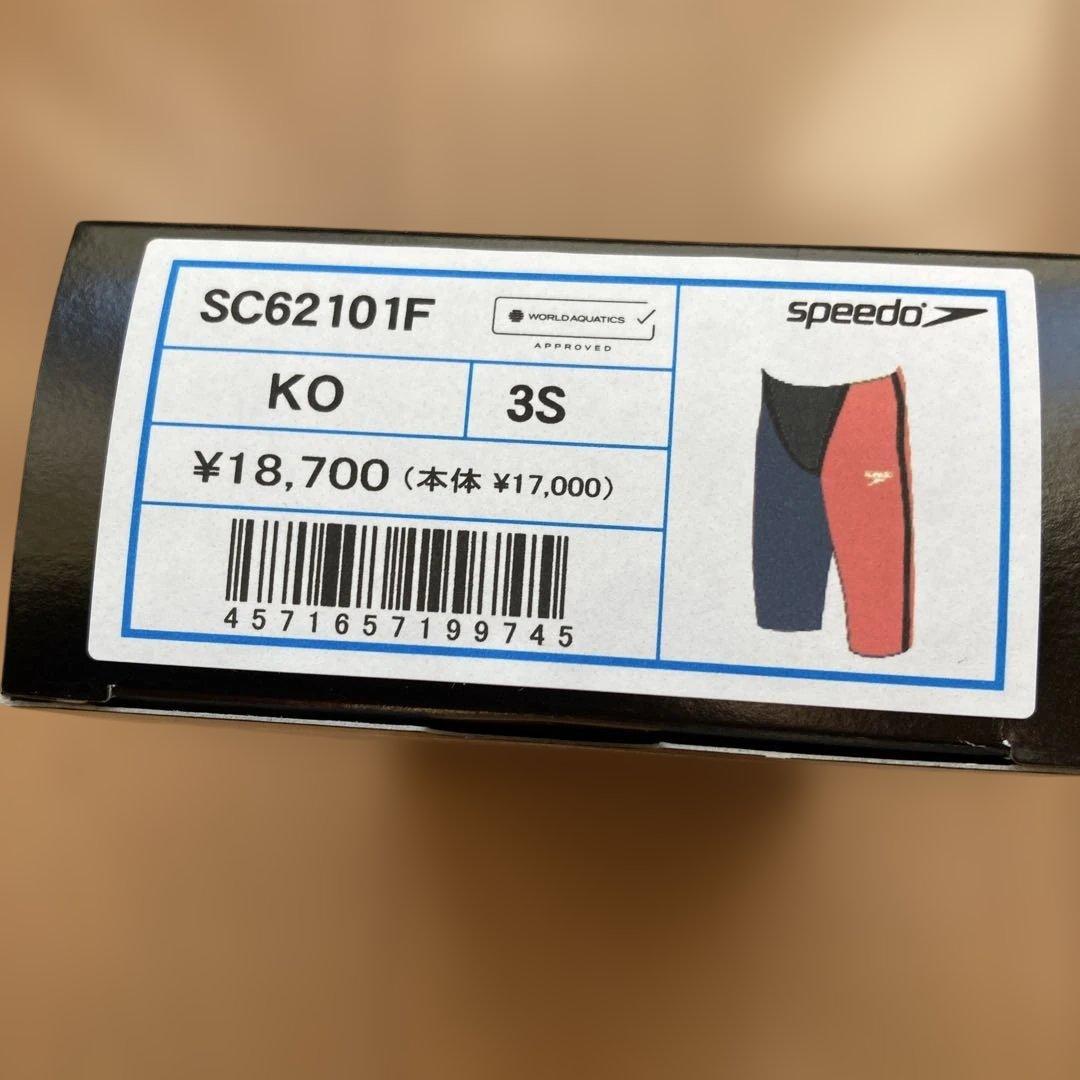 SC62101F
WORLD AQUATICS
APPROVED
speedo
KO
3S
¥18,700（本体 ¥17,000）
4571657199745